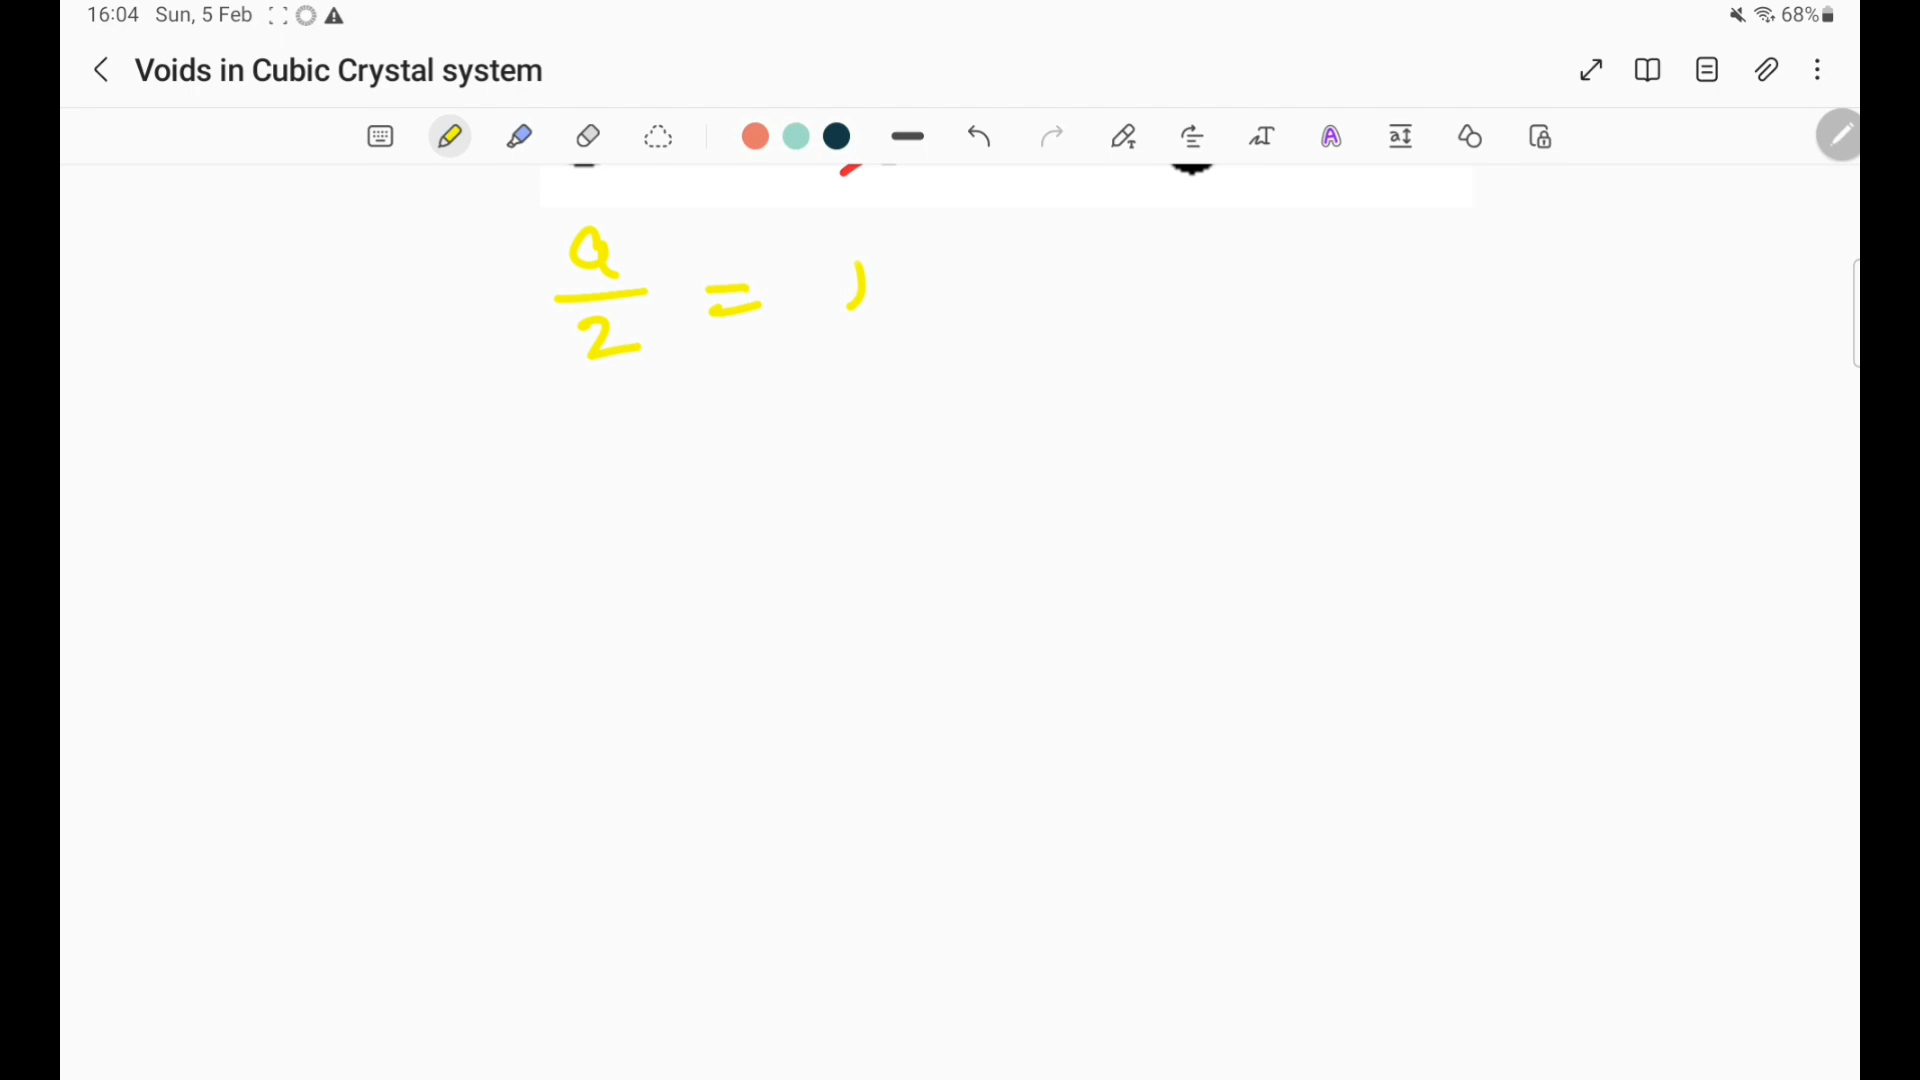 16:04 Sun, 5 Feb 68%
Voids in Cubic Crystal system
a
2
=